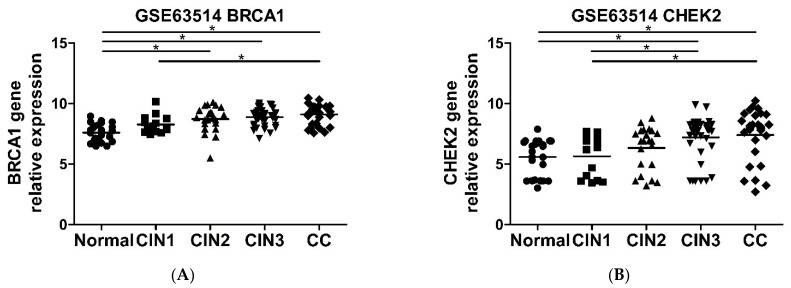 GSE63514 BRCA1
* 
*
*
*
15
10
5
0
BRCA1 gene
relative expression
Normal CIN1 CIN2 CIN3 CC
(A)
GSE63514 CHEK2
*
*
*
*
15
10
5
0
CHEK2 gene
relative expression
Normal CIN1 CIN2 CIN3 CC
(B)